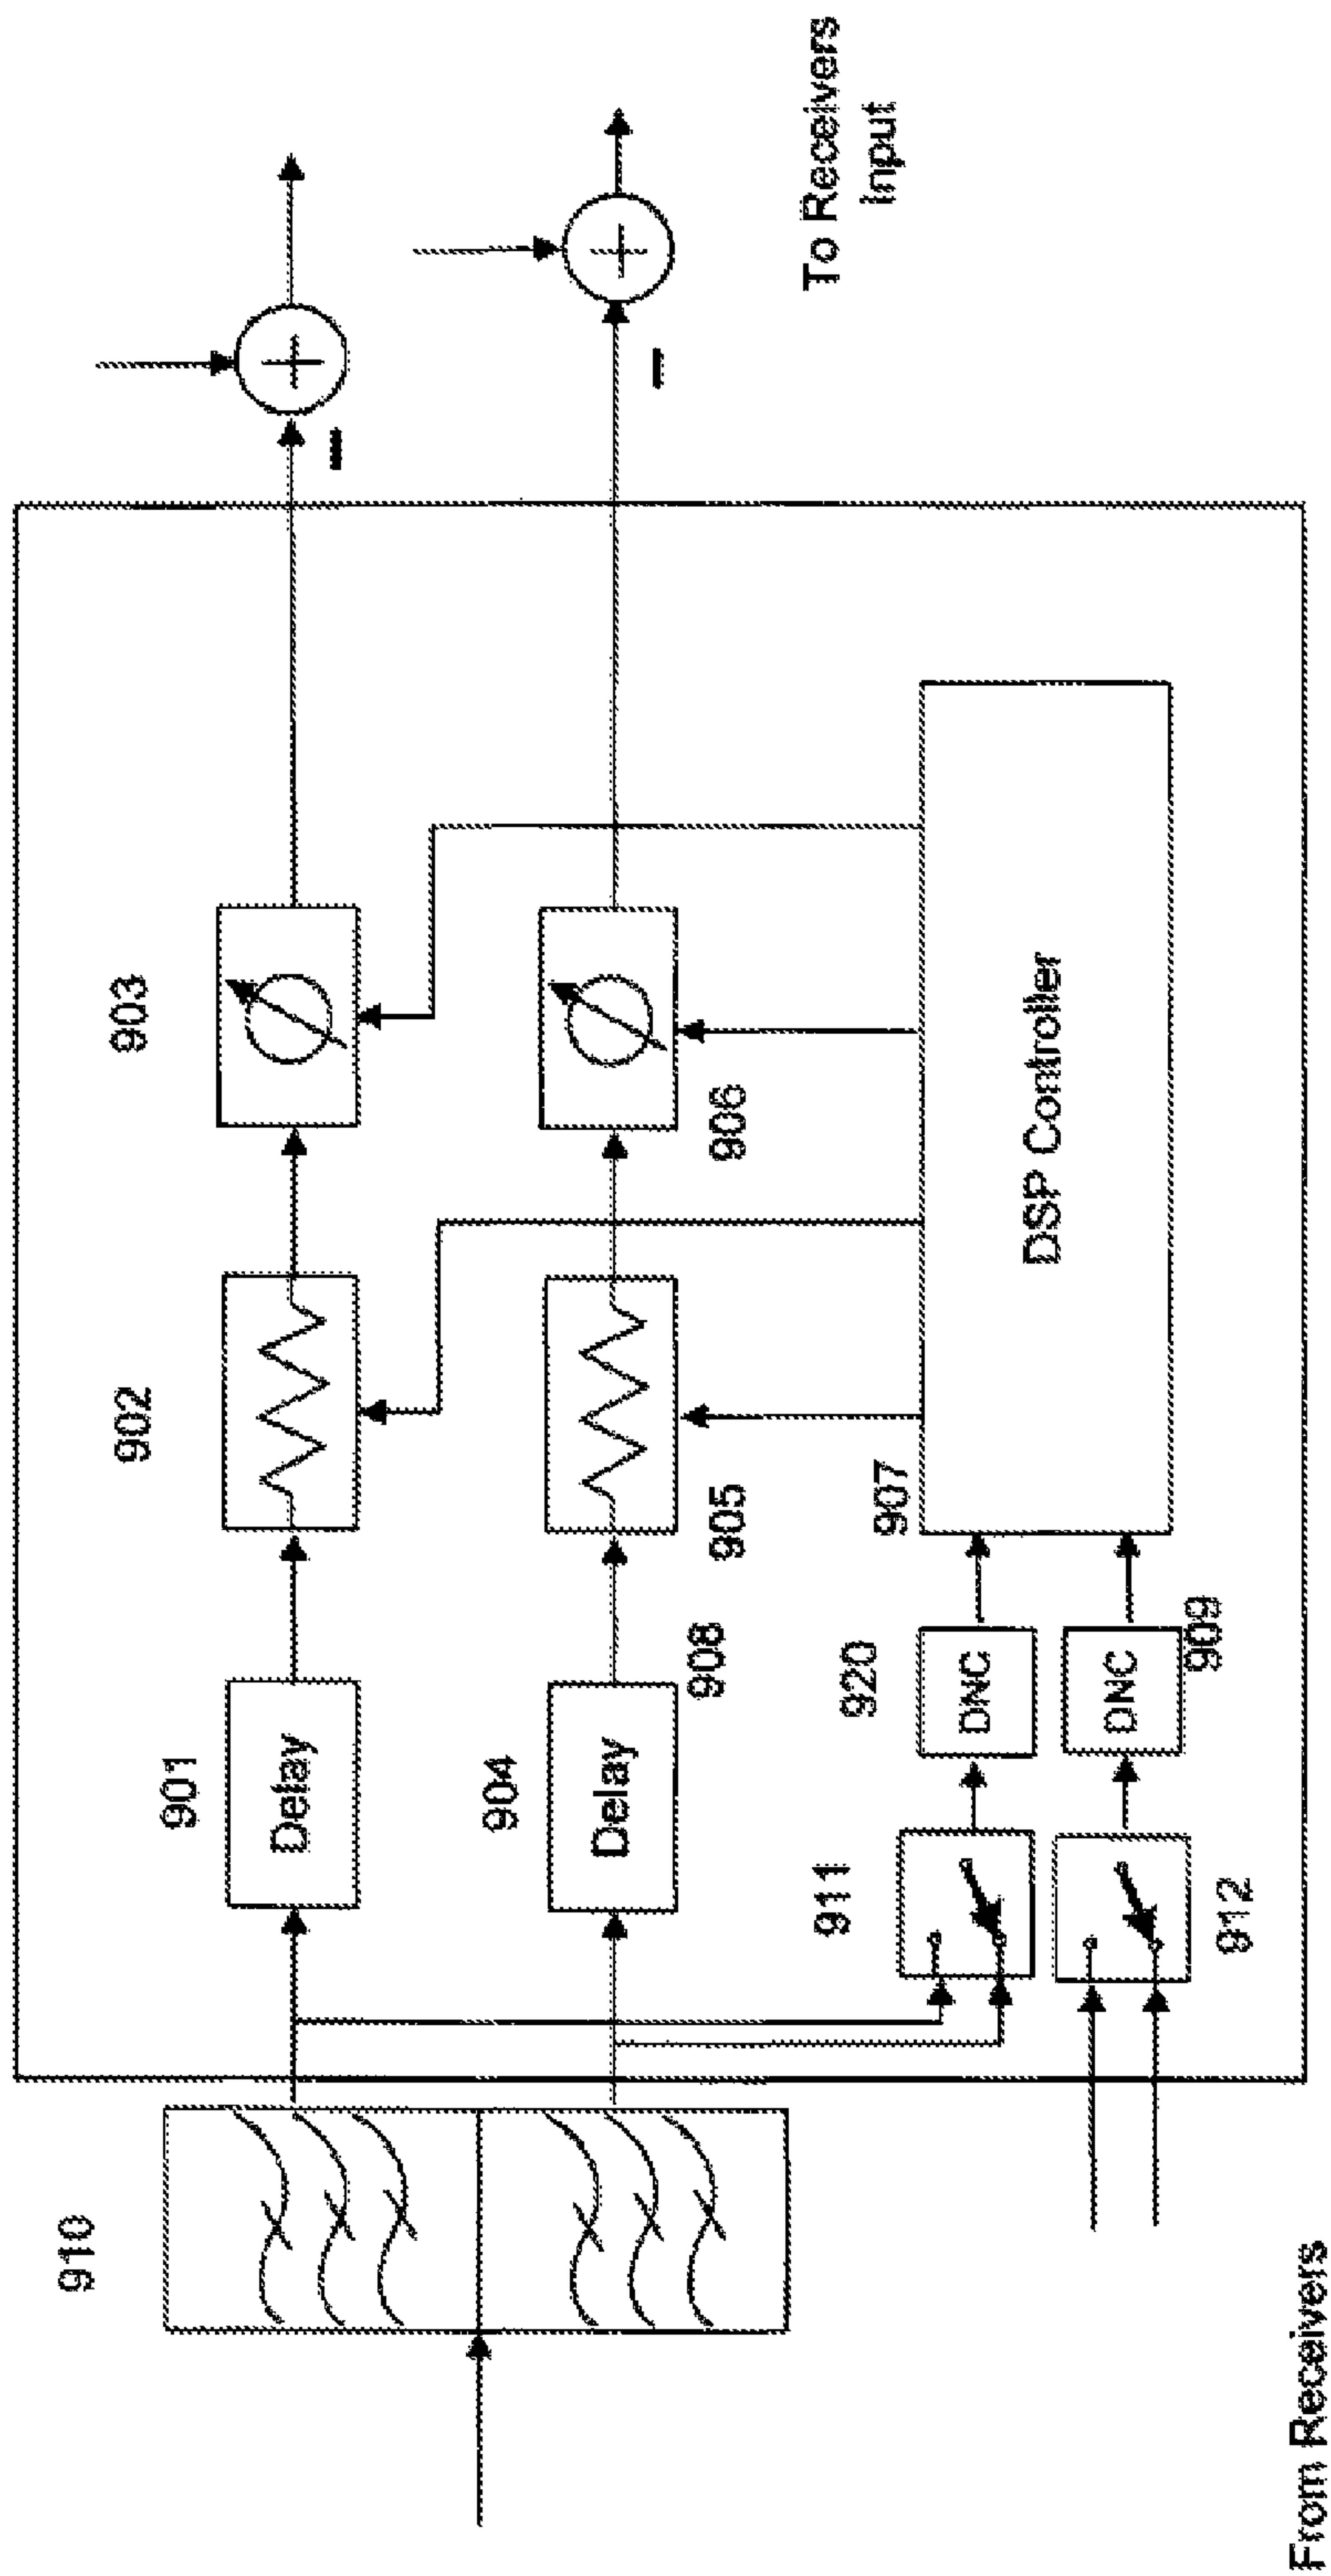 910
901
Delay
902
903
904
Delay
908
905
906
911
920
DNC
907
DSP Controller
912
DNC
909
From Receivers
To Receivers
Input